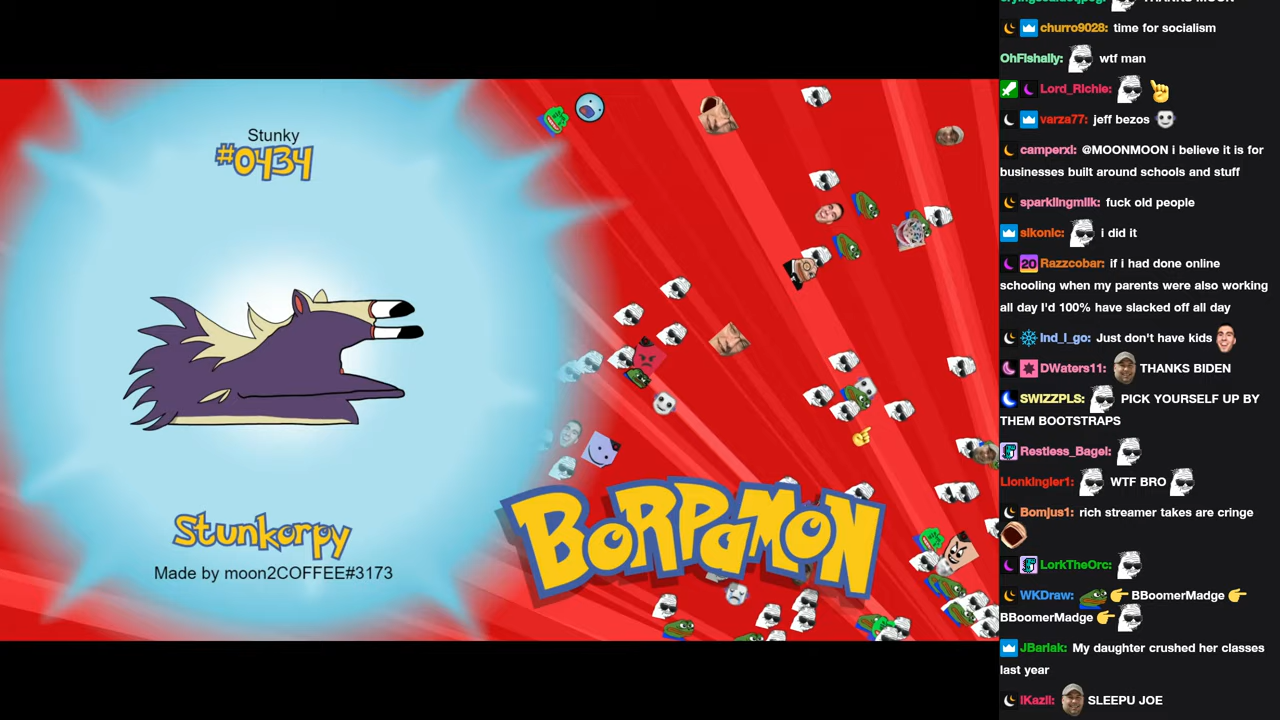 Stunky
#0434
Stunkorpy
Made by moon2COFFEE#3173
BORPaMON
churro9028: time for socialism
OhFishally: wtf man
Lord_Richie:
varza77: jeff bezos
camperxl: @MOONMOON i believe it is for
businesses built around schools and stuff
sparklingmilk: fuck old people
sikonic: i did it
20 Razzcobar: if i had done online
schooling when my parents were also working
all day I'd 100% have slacked off all day
Ind_i_go: Just don't have kids
DWaters11: THANKS BIDEN
SWIZZPLS: PICK YOURSELF UP BY
THEM BOOTSTRAPS
Restless_Bagel:
Lionkingler1: WTF BRO
Bomjus1: rich streamer takes are cringe
LorkTheOrc:
WKDraw: BBoomerMadge
BBoomerMadge
JBariak: My daughter crushed her classes
last year
SLEEPU JOE